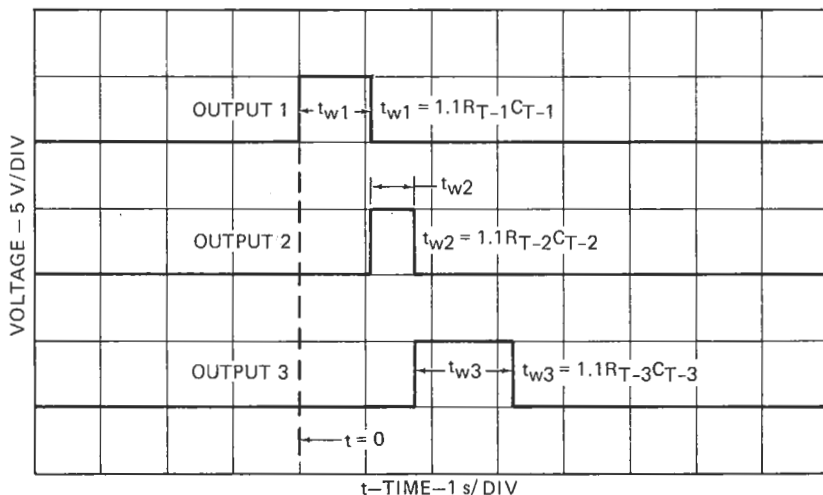 OUTPUT 1
tw1
tw1 = 1.1RT–1CT–1
tw2
OUTPUT 2
tw2 = 1.1RT–2CT–2
OUTPUT 3
tw3
tw3 = 1.1RT–3CT–3
t = 0
VOLTAGE – 5 V/DIV
t–TIME–1 s/DIV